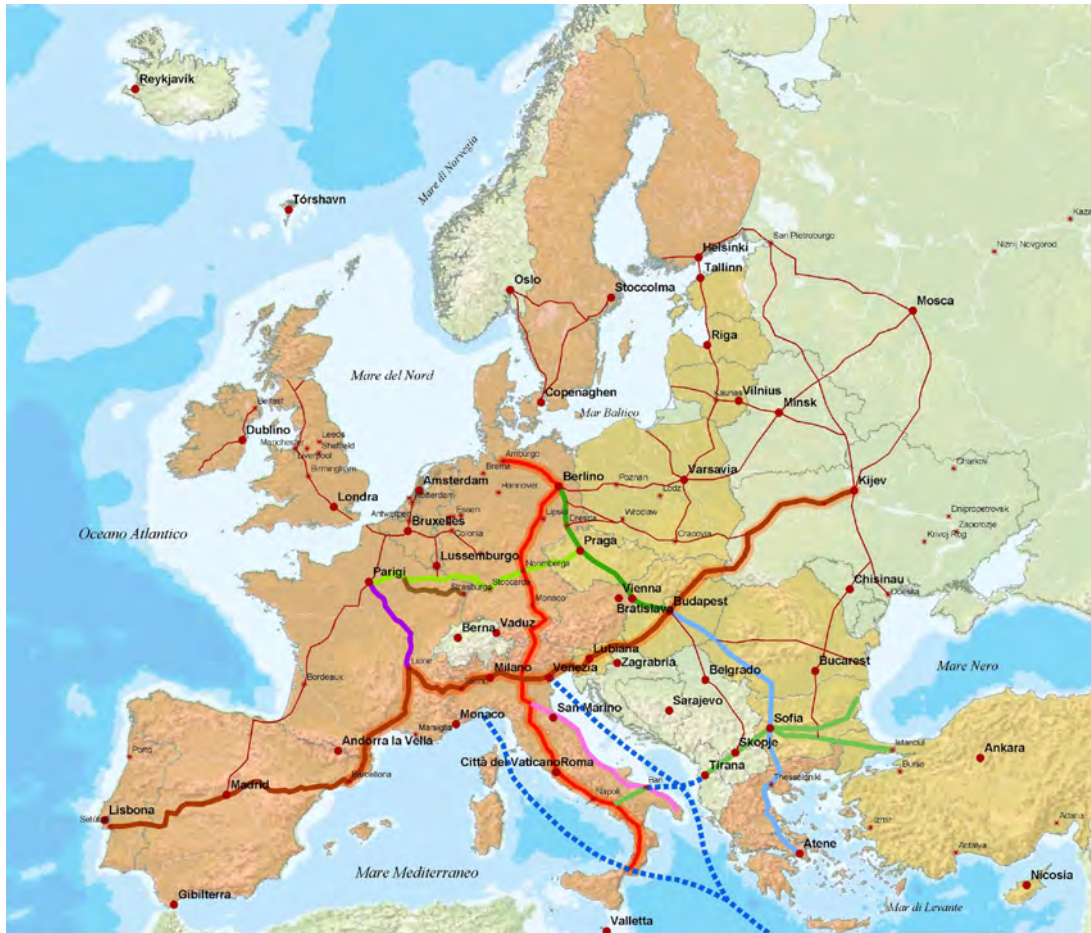 Reykjavík
Mare di Norvegia
Tórshavn
Kaza
Niznij Novgorod
San Pietroburgo
Helsinki
Tallinn
Oslo
Stoccolma
Mosca
Riga
Mare del Nord
Copenaghen
Mar Baltico
Kaunas
Vilnius
Minsk
Belfast
Dublino
Manchester
Leeds
Sheffield
Liverpool
Birmingham
Londra
Amburgo
Brema
Berlino
Hannover
Poznan
Varsavia
Lodz
Charkov
Kijev
Amsterdam
Rotterdam
Antwerpen
Essen
Bruxelles
Colonia
Lipsia
Dresda
Wroclaw
Cracovia
Dnipropetrovsk
Zaporozje
Krivoj Rog
Oceano Atlantico
Praga
Lussemburgo
Norimberga
Parigi
Strasburgo
Stoccarda
Chisinau
Odessa
Monaco
Vienna
Bratislav
Budapest
Berna
Vaduz
Lubiana
Zagrabria
Lione
Milano
Torino
Venezia
Belgrado
Bucarest
Mare Nero
Bordeaux
Sarajevo
San Marino
Monaco
Marsiglia
Sofia
Skopje
Istanbul
Ankara
Burse
Porto
Andorra la Vella
Città del Vaticano
Roma
Tirana
Bari
Barcellona
Madrid
Napoli
Thessaloniki
Lisbona
Izmir
Adana
Atene
Antalya
Mare Mediterraneo
Nicosia
Gibilterra
Mar di Levante
Valletta